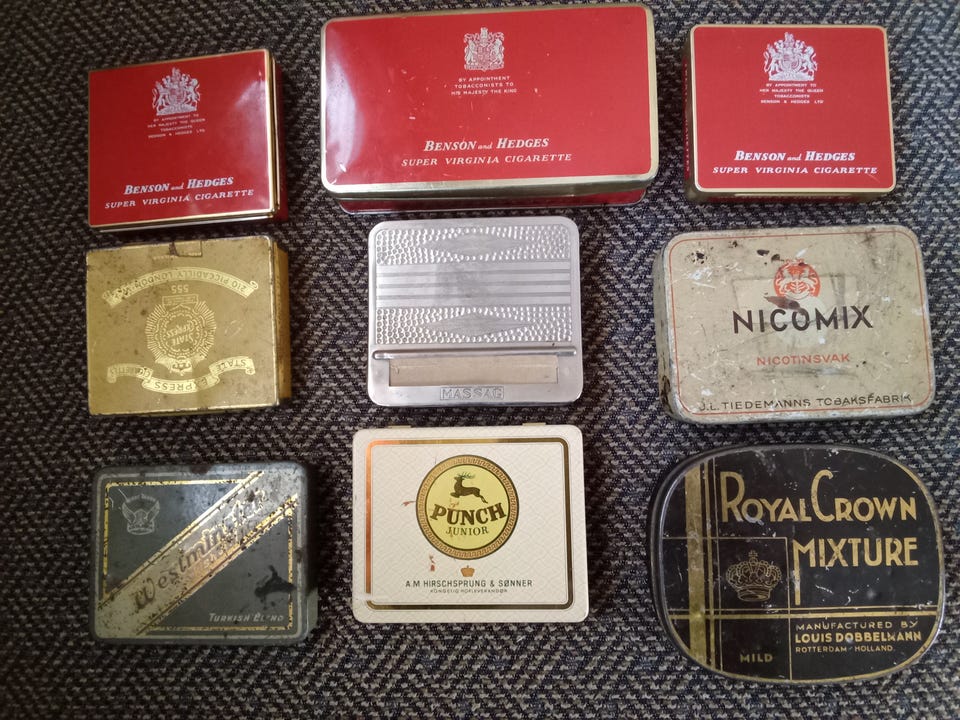 BY APPOINTMENT TO
HER MAJESTY THE QUEEN
TOBACCONISTS
BENSON & HEDGES LTD
BENSON and HEDGES
SUPER VIRGINIA CIGARETTE
BY APPOINTMENT
TOBACCONISTS TO
HIS MAJESTY THE KING
BENSON and HEDGES
SUPER VIRGINIA CIGARETTE
BY APPOINTMENT TO
HER MAJESTY THE QUEEN
TOBACCONISTS
BENSON & HEDGES LTD
BENSON and HEDGES
SUPER VIRGINIA CIGARETTE
210 PICCADILLY LONDON
555
STATE
EXPRESS
STATE EXPRESS
MASSAG
NICOMIX
NICOTINSVAK
J.L. TIEDEMANNS TOBAKSFABRIK
Westminster
TURKISH BLEND
PUNCH
JUNIOR
A.M HIRSCHSPRUNG & SØNNER
KONGELIG HOFLEVERANDØR
ROYAL CROWN
MIXTURE
MILD
MANUFACTURED BY
LOUIS DOBBELMANN
ROTTERDAM-HOLLAND.